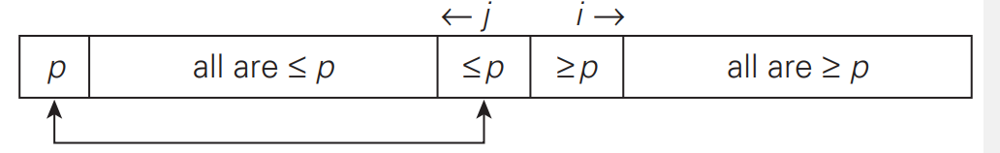 ← j i →
p all are ≤ p ≤p ≥p all are ≥ p